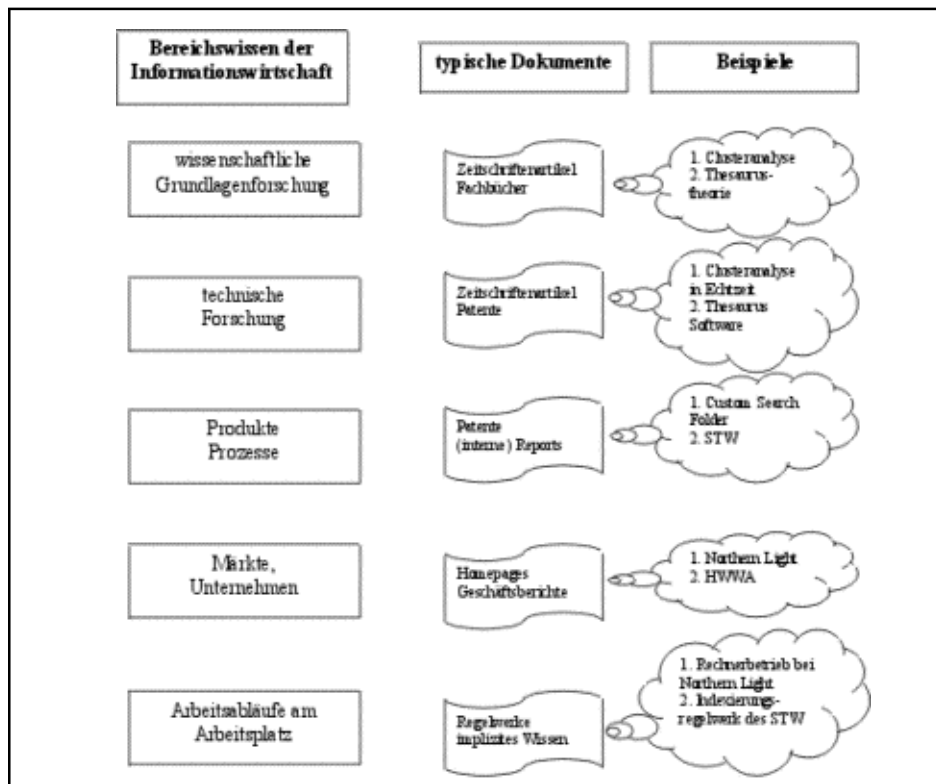 Bereichswissen der
Informationswirtschaft
typische Dokumente
Beispiele
wissenschaftliche
Grundlagenforschung
Zeitschriftenartikel
Fachbücher
1. Clusteranalyse
2. Thesaurus-
theorie
technische
Forschung
Zeitschriftenartikel
Patente
1. Clusteranalyse
in Echtzeit
2. Thesaurus
Software
Produkte
Prozesse
Patente
(interne) Reports
1. Custom Search
Folder
2. STW
Märkte,
Unternehmen
Homepages
Geschäftsberichte
1. Northern Light
2. HWWA
Arbeitsabläufe am
Arbeitsplatz
Regelwerke
implizites Wissen
1. Rechnerbetrieb bei
Northern Light
2. Indexierungs-
regelwerk des STW